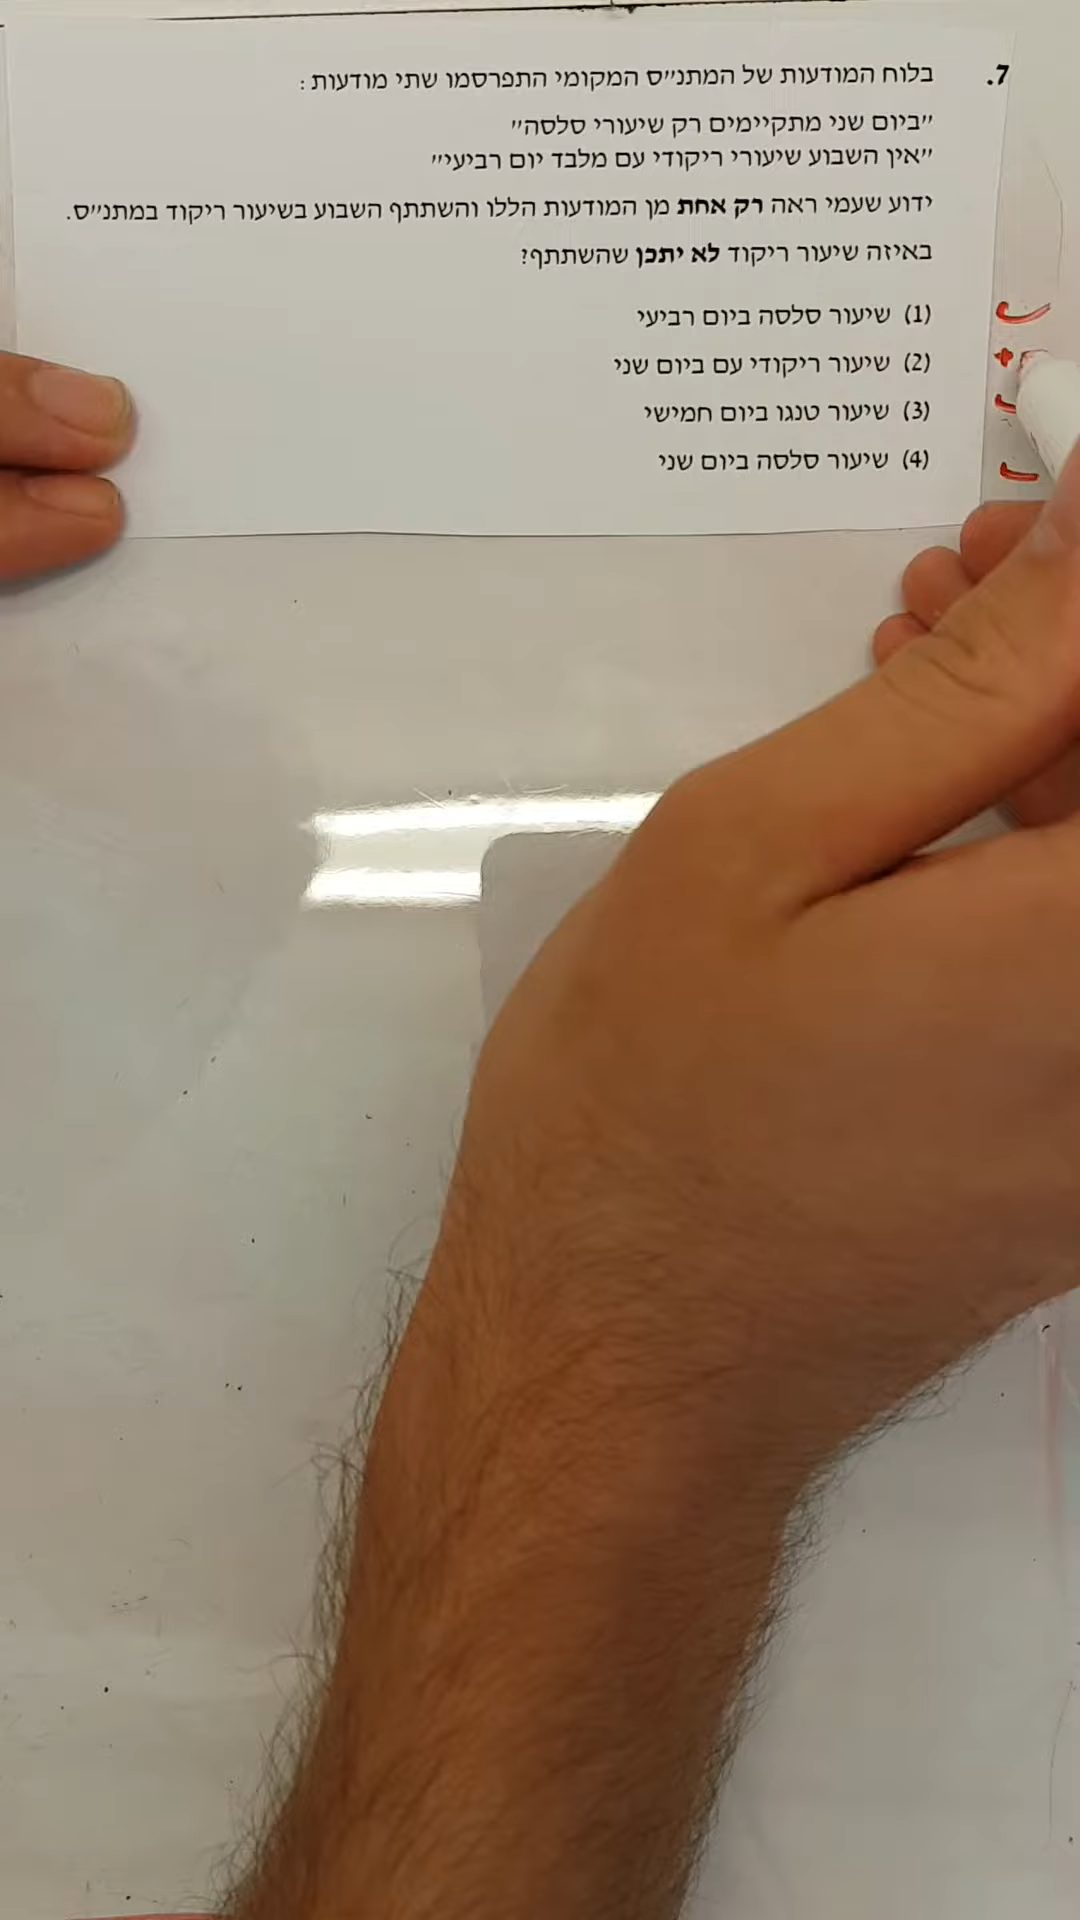 7. בלוח המודעות של המתנ״ס המקומי התפרסמו שתי מודעות:
״ביום שני מתקיימים רק שיעורי סלסה״
״אין השבוע שיעורי ריקודי עם מלבד יום רביעי״
ידוע שעמי ראה רק אחת מן המודעות הללו והשתתף השבוע בשיעור ריקוד במתנ״ס.
באיזה שיעור ריקוד לא יתכן שהשתתף?
(1) שיעור סלסה ביום רביעי
(2) שיעור ריקודי עם ביום שני
(3) שיעור טנגו ביום חמישי
(4) שיעור סלסה ביום שני